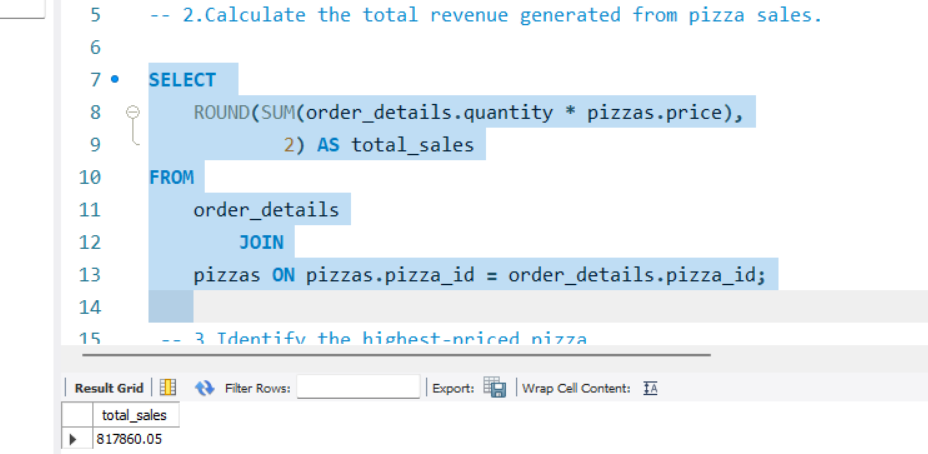 5 -- 2.Calculate the total revenue generated from pizza sales.
6
7 SELECT
8 ROUND(SUM(order_details.quantity * pizzas.price),
9 2) AS total_sales
10 FROM
11 order_details
12 JOIN
13 pizzas ON pizzas.pizza_id = order_details.pizza_id;
14
15 -- 3.Identify the highest-priced pizza
Result Grid Filter Rows: Export: Wrap Cell Content:
total_sales
817860.05